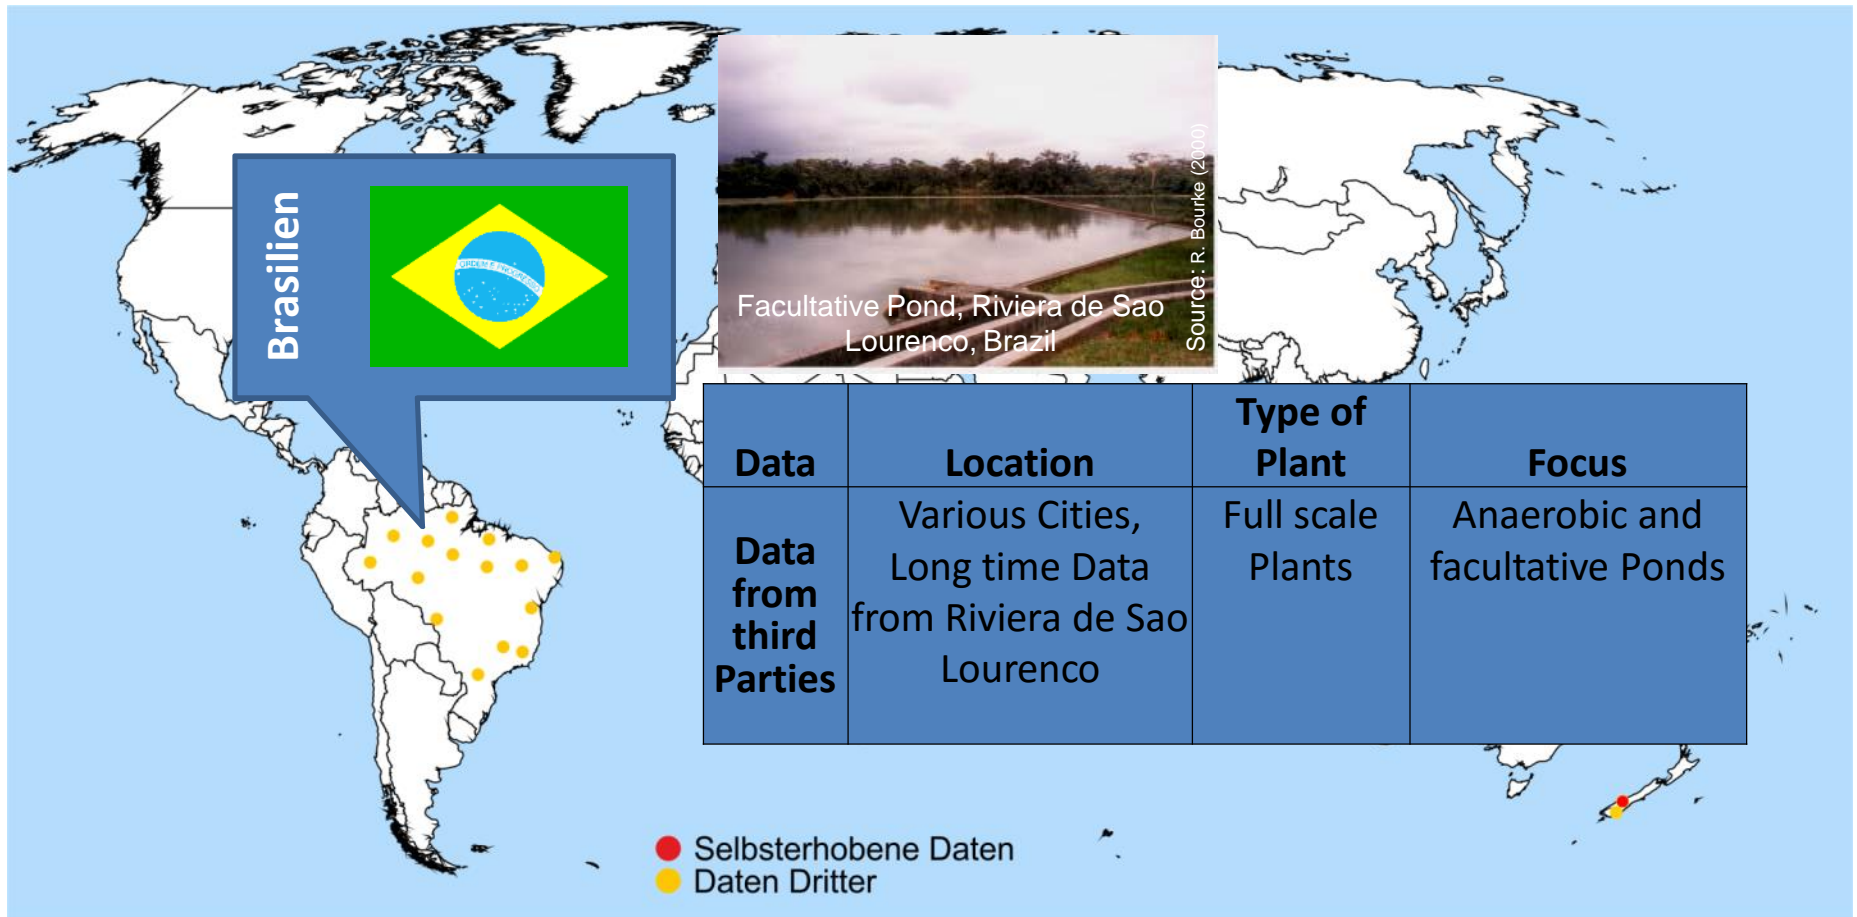 Brasilien
ORDEM E PROGRESSO
Facultative Pond, Riviera de Sao
Lourenco, Brazil
Source: R. Bourke (2000)
Data
Location
Type of
Plant
Focus
Data
from
third
Parties
Various Cities,
Long time Data
from Riviera de Sao
Lourenco
Full scale
Plants
Anaerobic and
facultative Ponds
Selbsterhobene Daten
Daten Dritter